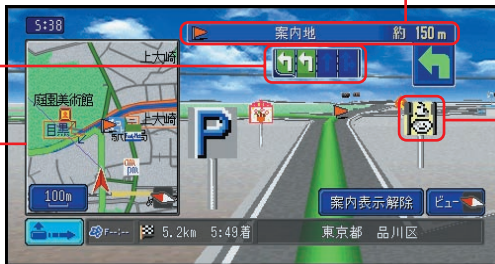 5:38
案内地 約 150m
上大崎
庭園美術館
目黒
上大崎
P
100m
案内表示解除 ビュー
5.2km 5:49着 東京都 品川区